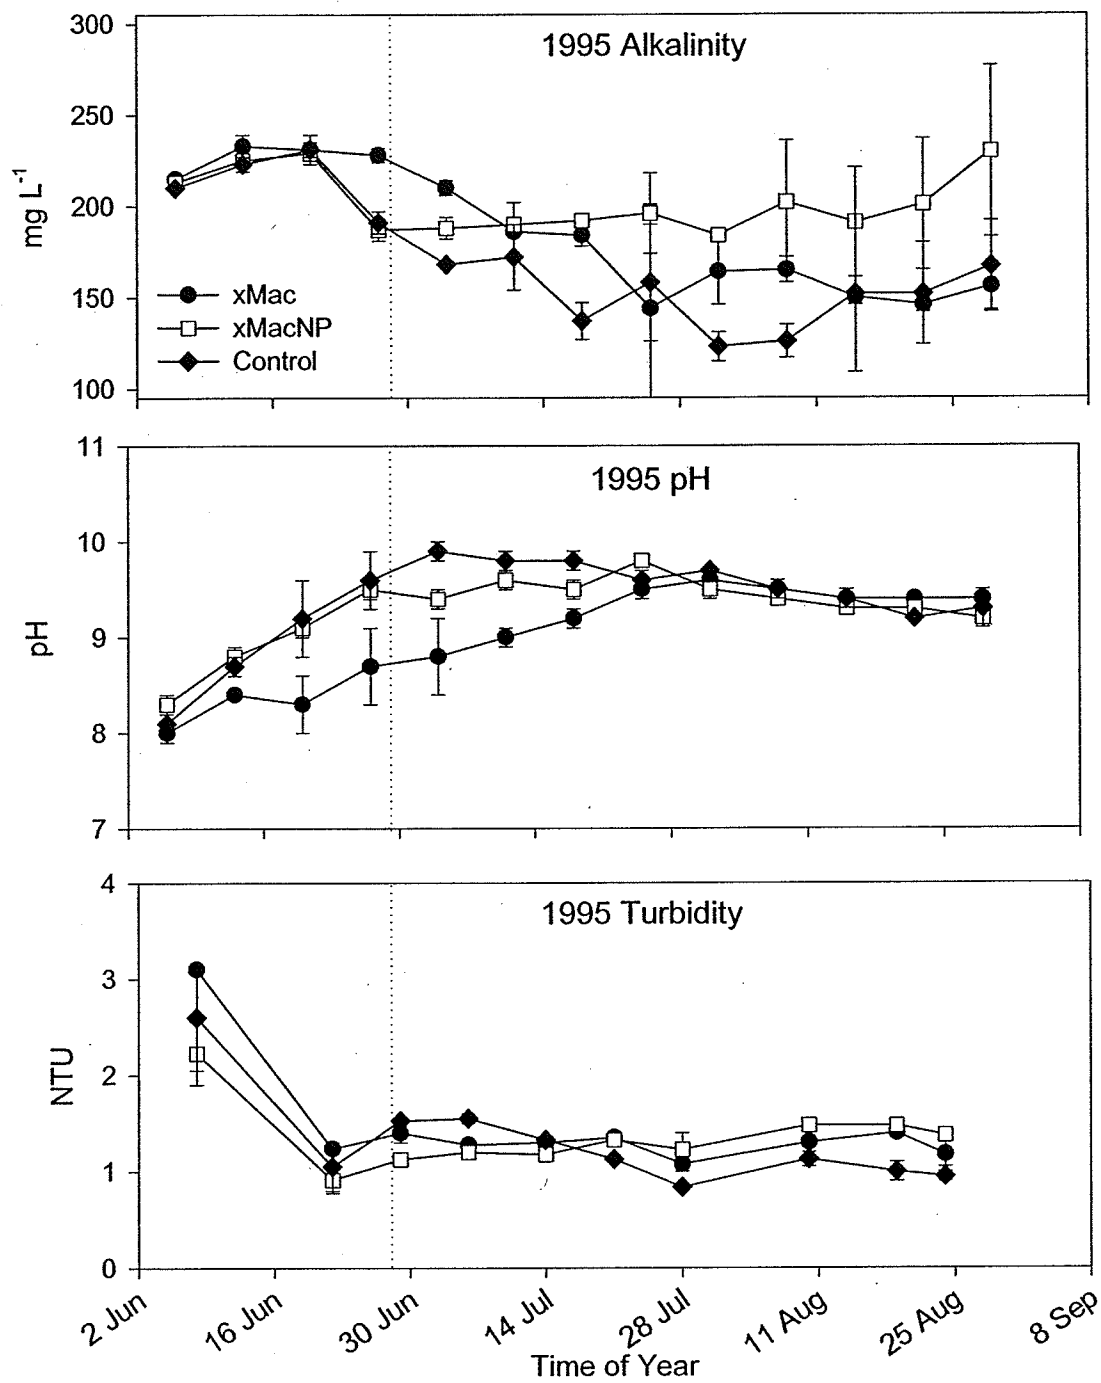 1995 Alkalinity
300
250
200
150
100
mg L-1
xMac
xMacNP
Control
1995 pH
11
10
9
8
7
pH
1995 Turbidity
4
3
2
1
0
NTU
2 Jun
16 Jun
30 Jun
14 Jul
28 Jul
11 Aug
25 Aug
8 Sep
Time of Year